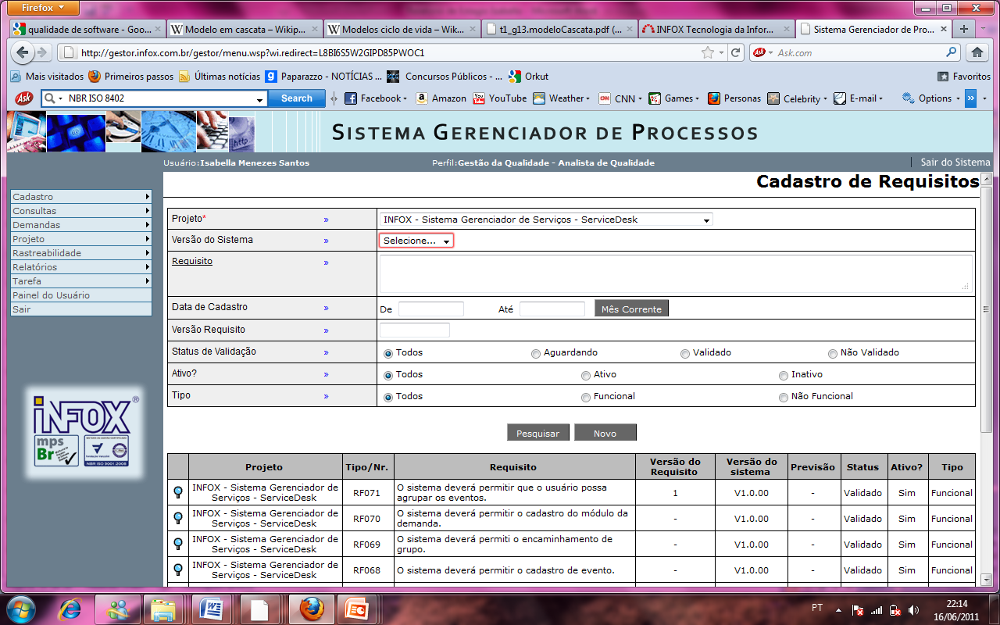 Firefox
qualidade de software - Goo...
Modelo em cascata – Wikip...
Modelos ciclo de vida – Wik...
t1_g13.modeloCascata.pdf (...
INFOX Tecnologia da Infor...
Sistema Gerenciador de Pro...
http://gestor.infox.com.br/gestor/menu.wsp?wi.redirect=L8BI6S5W2GIPD85PWOC1
Ask Ask.com
Mais visitados Primeiros passos Últimas notícias Paparazzo - NOTÍCIAS ... Concursos Públicos - ... Orkut Favoritos
Ask NBR ISO 8402 Search Facebook Amazon YouTube Weather CNN Games Personas Celebrity E-mail Options »
http
SISTEMA GERENCIADOR DE PROCESSOS
Usuário:Isabella Menezes Santos Perfil:Gestão da Qualidade - Analista de Qualidade Sair do Sistema
Cadastro
Consultas
Demandas
Projeto
Rastreabilidade
Relatórios
Tarefa
Painel do Usuário
Sair
iNFOX ®
mps
Br
NBR ISO 9001:2008
Cadastro de Requisitos
Projeto* » INFOX - Sistema Gerenciador de Serviços - ServiceDesk
Versão do Sistema » Selecione...
Requisito »
Data de Cadastro » De Até Mês Corrente
Versão Requisito »
Status de Validação » Todos Aguardando Validado Não Validado
Ativo? » Todos Ativo Inativo
Tipo » Todos Funcional Não Funcional
Pesquisar Novo
Projeto Tipo/Nr. Requisito Versão do Requisito Versão do sistema Previsão Status Ativo? Tipo
INFOX - Sistema Gerenciador de Serviços - ServiceDesk RF071 O sistema deverá permitir que o usuário possa agrupar os eventos. 1 V1.0.00 - Validado Sim Funcional
INFOX - Sistema Gerenciador de Serviços - ServiceDesk RF070 O sistema deverá permitir o cadastro do módulo da demanda. - V1.0.00 - Validado Sim Funcional
INFOX - Sistema Gerenciador de Serviços - ServiceDesk RF069 O sistema deverá permiti o encaminhamento de grupo. - V1.0.00 - Validado Sim Funcional
INFOX - Sistema Gerenciador de Serviços - ServiceDesk RF068 O sistema deverá permitir o cadastro de evento. - V1.0.00 - Validado Sim Funcional
PT
22:14
16/06/2011